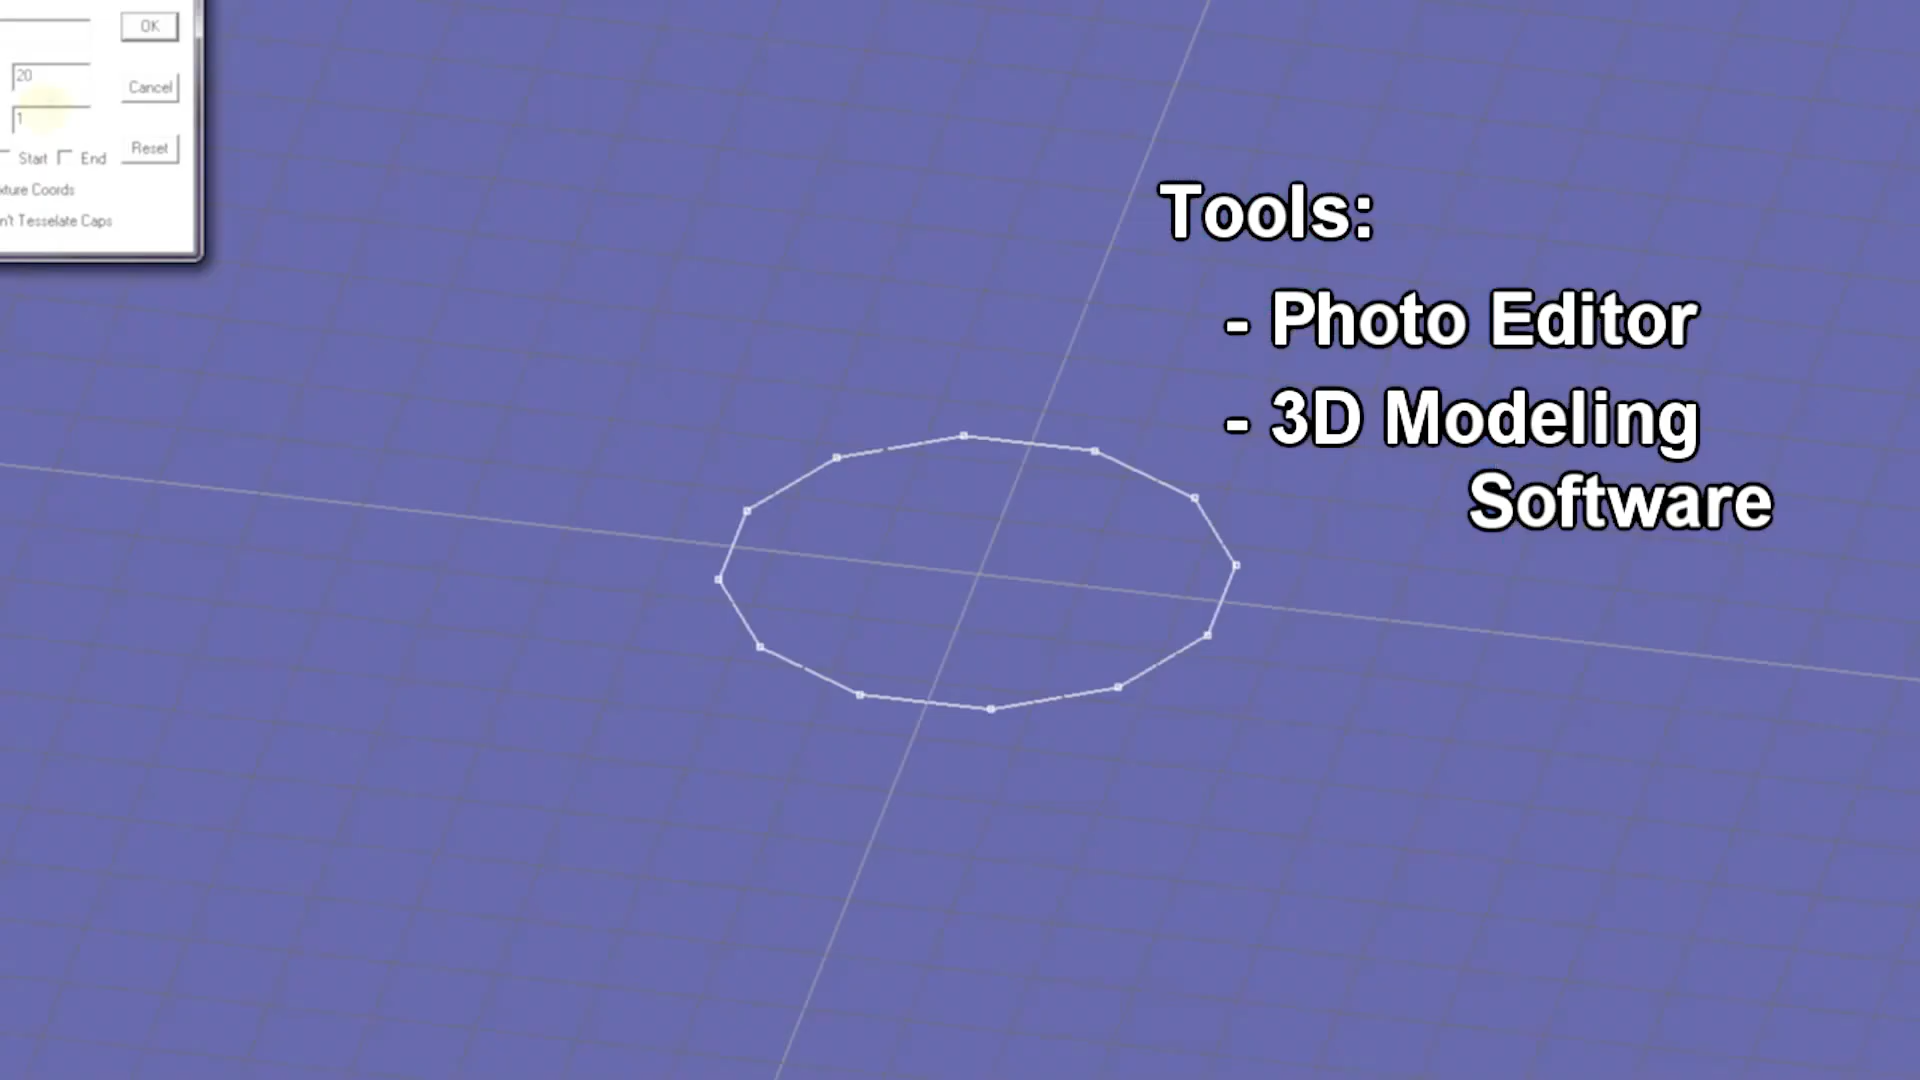 OK
20
Cancel
1
Reset
Start End
xture Coords
n't Tesselate Caps
Tools:
- Photo Editor
- 3D Modeling
Software